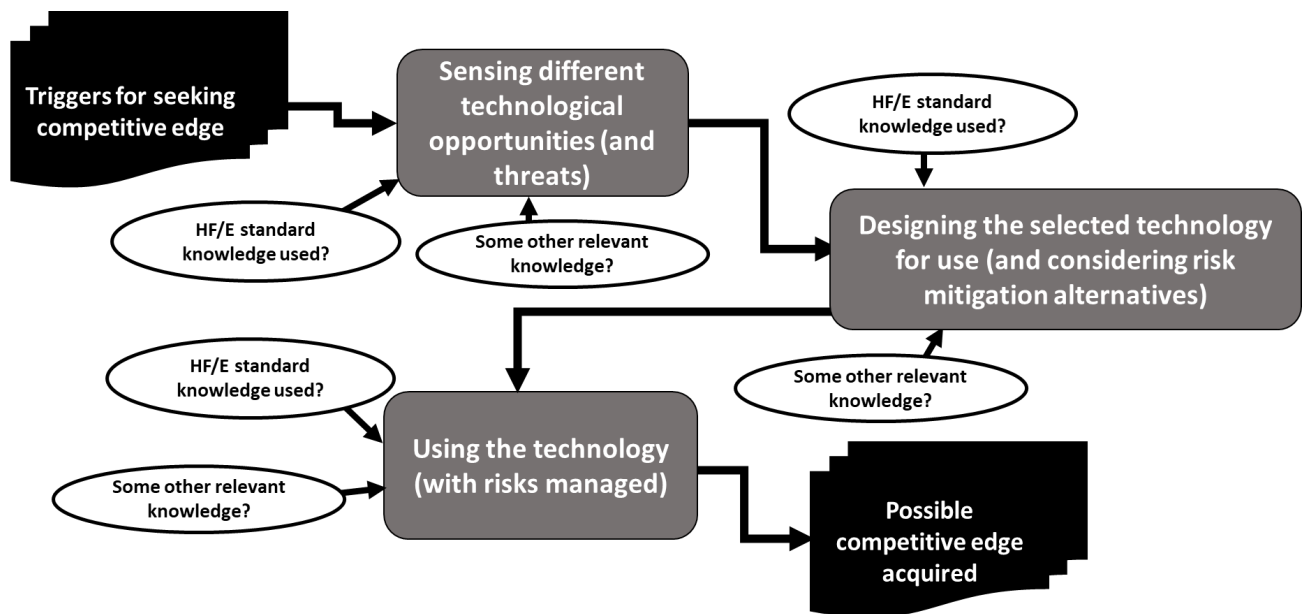 Triggers for seeking
competitive edge
Sensing different
technological
opportunities (and
threats)
HF/E standard
knowledge used?
HF/E standard
knowledge used?
Some other relevant
knowledge?
Designing the selected technology
for use (and considering risk
mitigation alternatives)
HF/E standard
knowledge used?
Some other relevant
knowledge?
Using the technology
(with risks managed)
Some other relevant
knowledge?
Possible
competitive edge
acquired